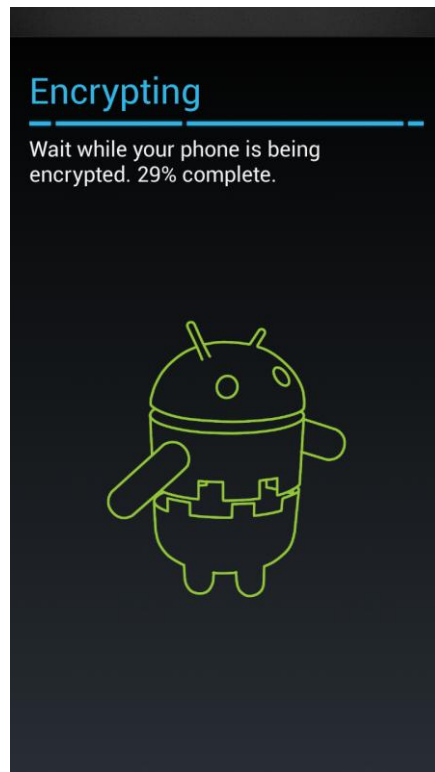 Encrypting
Wait while your phone is being
encrypted. 29% complete.